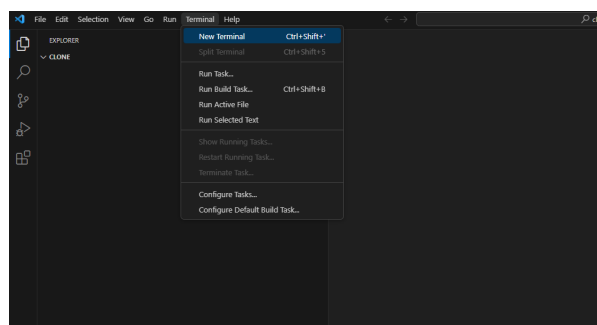 File Edit Selection View Go Run Terminal Help
EXPLORER
CLONE
New Terminal Ctrl+Shift+'
Split Terminal Ctrl+Shift+5
Run Task...
Run Build Task... Ctrl+Shift+B
Run Active File
Run Selected Text
Show Running Tasks...
Restart Running Task...
Terminate Task...
Configure Tasks...
Configure Default Build Task...